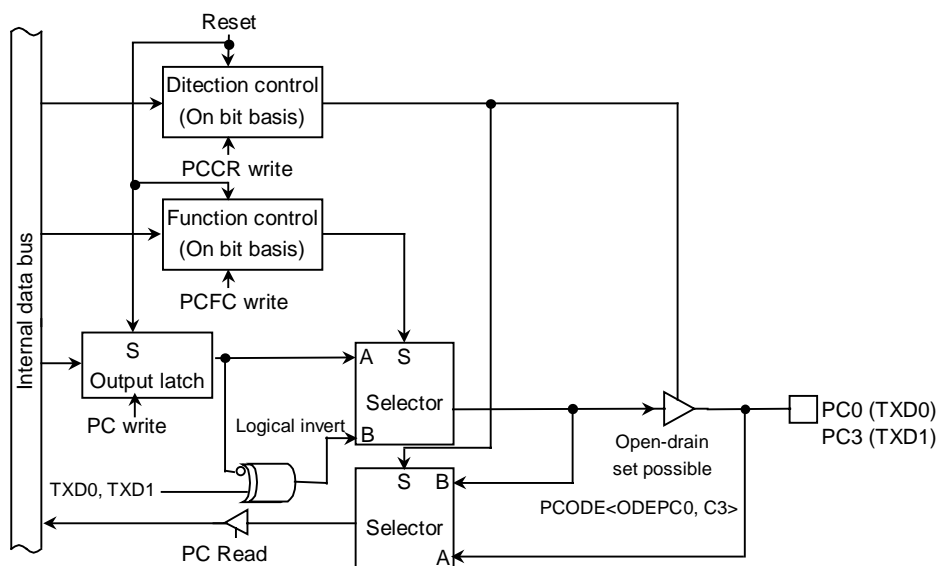 Reset
Ditection control
(On bit basis)
PCCR write
Function control
(On bit basis)
PCFC write
Internal data bus
S
Output latch
PC write
A
S
Selector
B
Logical invert
TXD0, TXD1
S
B
Selector
A
PC Read
Open-drain
set possible
PCODE<ODEPC0, C3>
PC0 (TXD0)
PC3 (TXD1)